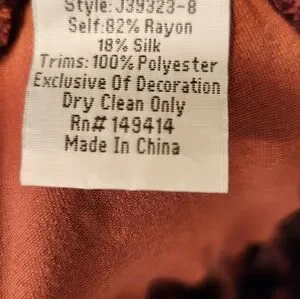 Style: J39323-8
Self:82% Rayon
18% Silk
Trims: 100% Polyester
Exclusive Of Decoration
Dry Clean Only
Rn# 149414
Made In China